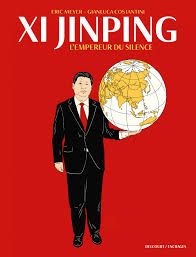 ERIC MEYER - GIANLUCA COSTANTINI
XI JINPING
L'EMPEREUR DU SILENCE
DELCOURT / ENCRAGES